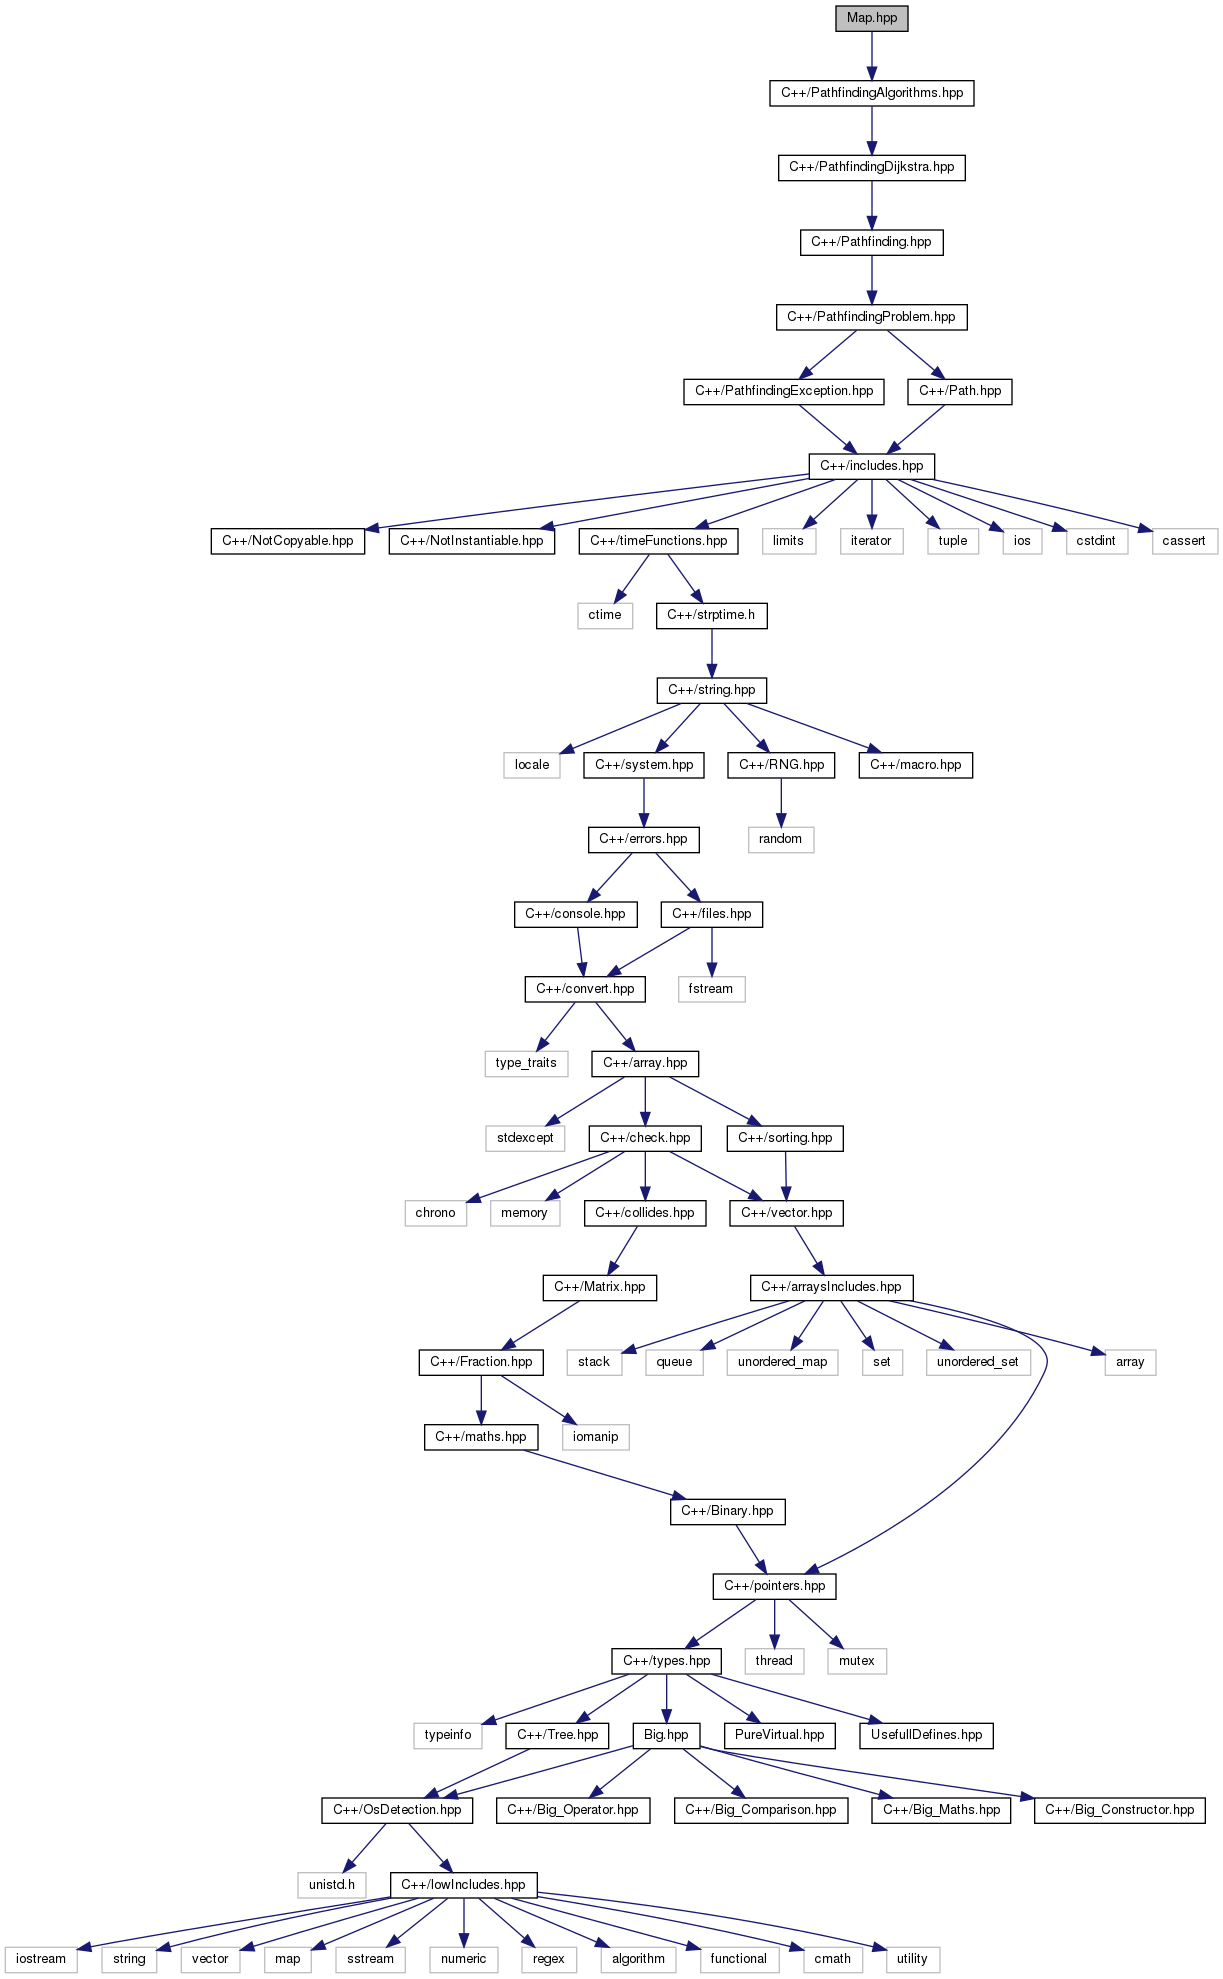 Map.hpp
C++/PathfindingAlgorithms.hpp
C++/PathfindingDijkstra.hpp
C++/Pathfinding.hpp
C++/PathfindingProblem.hpp
C++/PathfindingException.hpp
C++/Path.hpp
C++/includes.hpp
C++/NotCopyable.hpp
C++/NotInstantiable.hpp
C++/timeFunctions.hpp
limits
iterator
tuple
ios
cstdint
cassert
ctime
C++/strptime.h
C++/string.hpp
locale
C++/system.hpp
C++/RNG.hpp
C++/macro.hpp
C++/errors.hpp
random
C++/console.hpp
C++/files.hpp
C++/convert.hpp
fstream
type_traits
C++/array.hpp
stdexcept
C++/check.hpp
C++/sorting.hpp
chrono
memory
C++/collides.hpp
C++/vector.hpp
C++/Matrix.hpp
C++/arraysIncludes.hpp
C++/Fraction.hpp
stack
queue
unordered_map
set
unordered_set
array
C++/maths.hpp
iomanip
C++/Binary.hpp
C++/pointers.hpp
C++/types.hpp
thread
mutex
typeinfo
C++/Tree.hpp
Big.hpp
PureVirtual.hpp
UsefullDefines.hpp
C++/OsDetection.hpp
C++/Big_Operator.hpp
C++/Big_Comparison.hpp
C++/Big_Maths.hpp
C++/Big_Constructor.hpp
unistd.h
C++/lowIncludes.hpp
iostream
string
vector
map
sstream
numeric
regex
algorithm
functional
cmath
utility